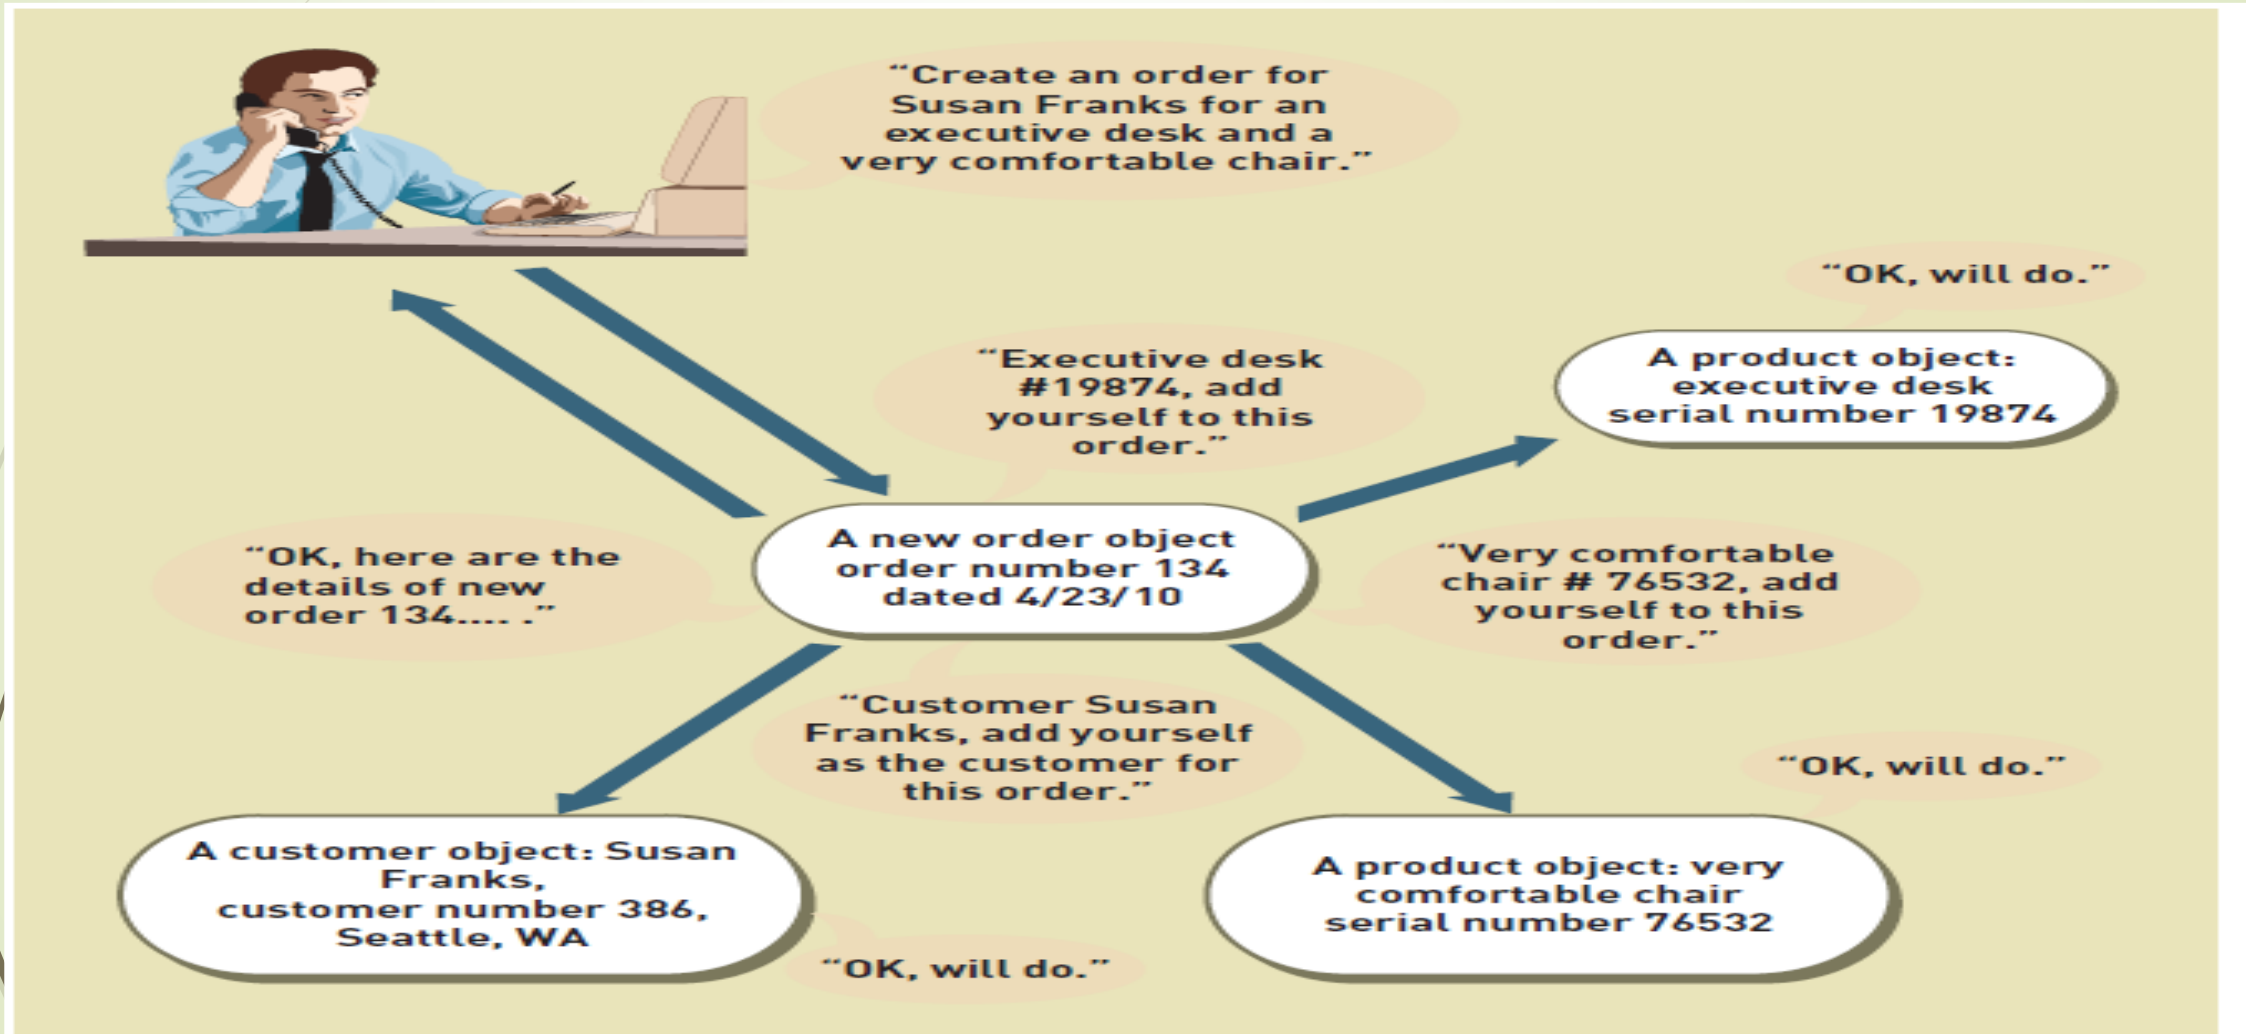 “Create an order for
Susan Franks for an
executive desk and a
very comfortable chair.”
“OK, will do.”
“Executive desk
#19874, add
yourself to this
order.”
A product object:
executive desk
serial number 19874
“OK, here are the
details of new
order 134.... .”
A new order object
order number 134
dated 4/23/10
“Very comfortable
chair # 76532, add
yourself to this
order.”
“Customer Susan
Franks, add yourself
as the customer for
this order.”
“OK, will do.”
A customer object: Susan
Franks,
customer number 386,
Seattle, WA
A product object: very
comfortable chair
serial number 76532
“OK, will do.”